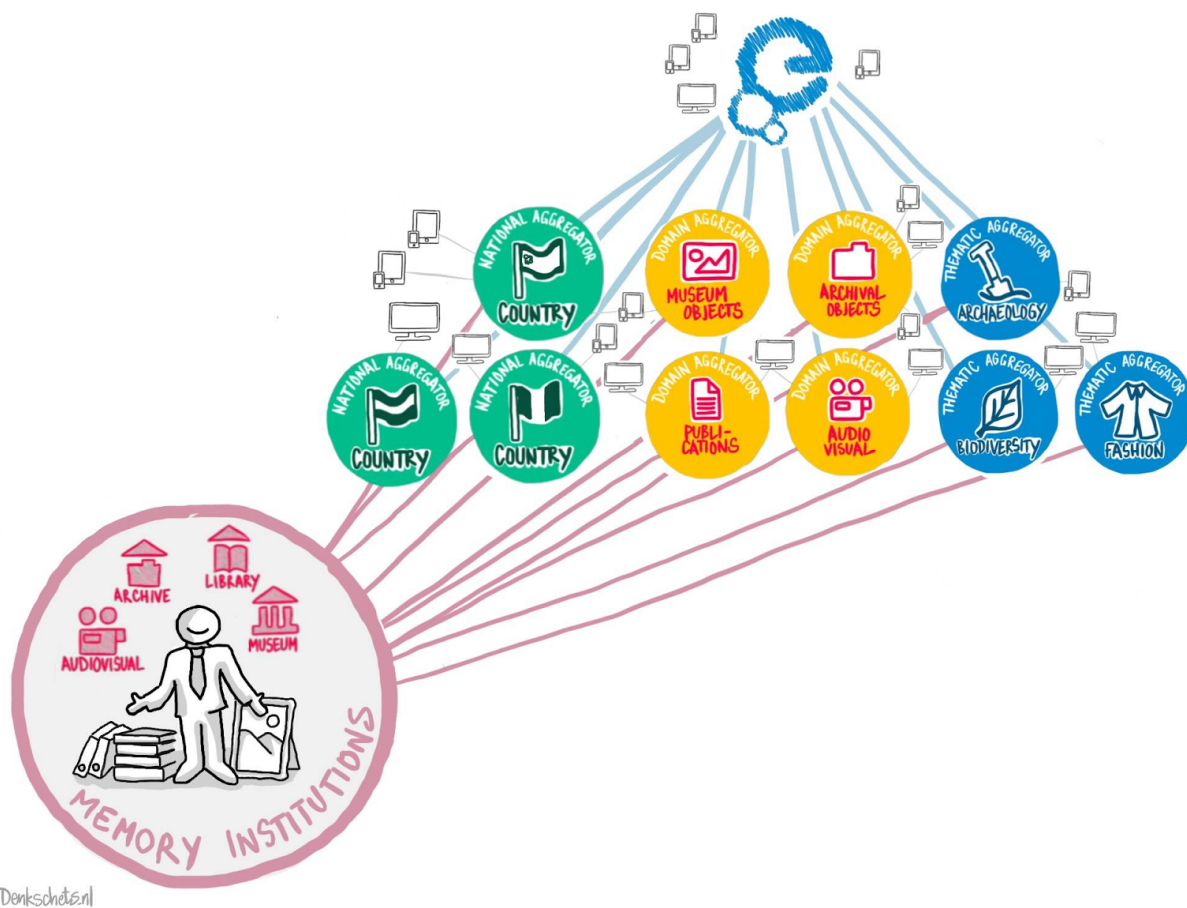 NATIONAL AGGREGATOR
COUNTRY
DOMAIN AGGREGATOR
MUSEUM
OBJECTS
DOMAIN AGGREGATOR
ARCHIVAL
OBJECTS
THEMATIC AGGREGATOR
ARCHAEOLOGY
NATIONAL AGGREGATOR
COUNTRY
NATIONAL AGGREGATOR
COUNTRY
DOMAIN AGGREGATOR
PUBLI-
CATIONS
DOMAIN AGGREGATOR
AUDIO
VISUAL
THEMATIC AGGREGATOR
BIODIVERSITY
THEMATIC AGGREGATOR
FASHION
ARCHIVE
LIBRARY
AUDIOVISUAL
MUSEUM
MEMORY INSTITUTIONS
Denkschets.nl